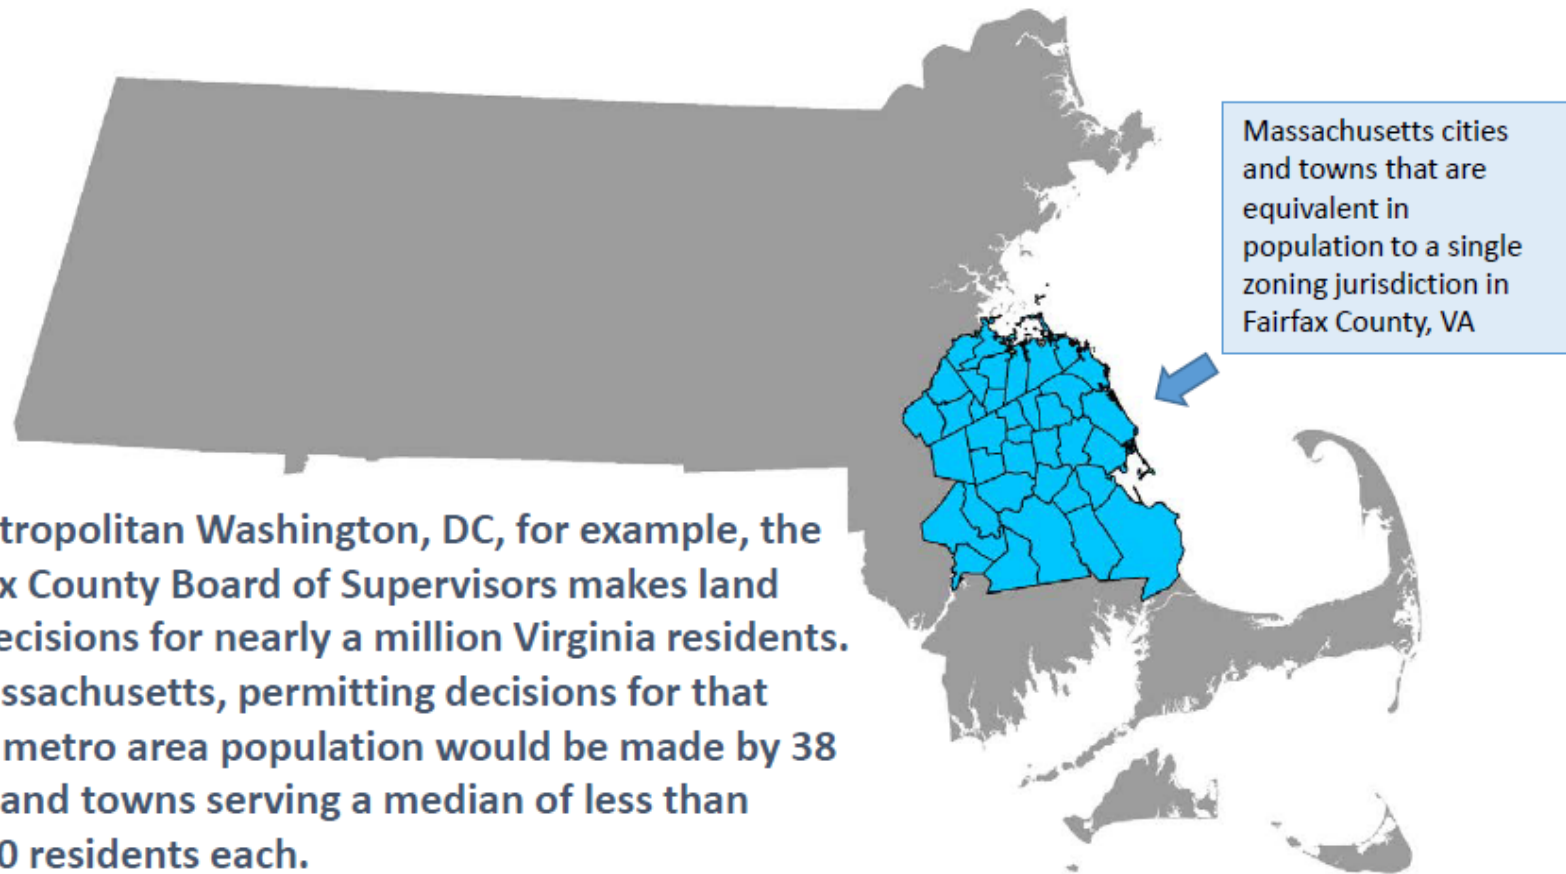 Massachusetts cities
and towns that are
equivalent in
population to a single
zoning jurisdiction in
Fairfax County, VA
tropolitan Washington, DC, for example, the
x County Board of Supervisors makes land
ecisions for nearly a million Virginia residents.
ssachusetts, permitting decisions for that
metro area population would be made by 38
and towns serving a median of less than
0 residents each.